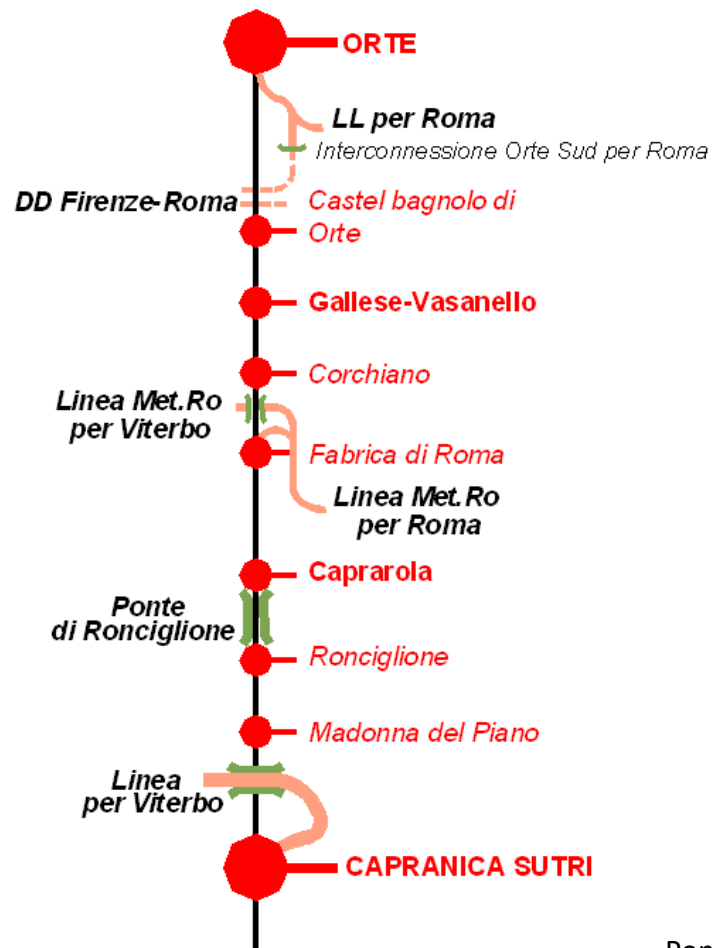 ORTE
LL per Roma
Interconnessione Orte Sud per Roma
DD Firenze-Roma
Castel bagnolo di
Orte
Gallese-Vasanello
Corchiano
Linea Met.Ro
per Viterbo
Fabrica di Roma
Linea Met.Ro
per Roma
Caprarola
Ponte
di Ronciglione
Ronciglione
Madonna del Piano
Linea
per Viterbo
CAPRANICA SUTRI